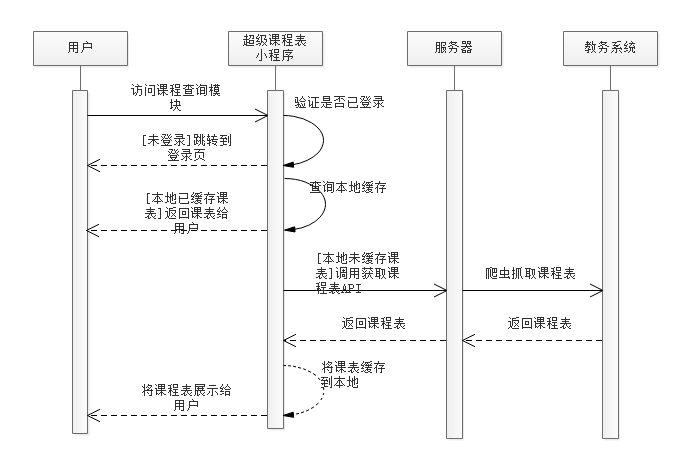 用户
超级课程表
小程序
服务器
教务系统
访问课程查询模
块
验证是否已登录
[未登录]跳转到
登录页
查询本地缓存
[本地已缓存课
表]返回课表给
用户
[本地未缓存课
表]调用获取课
程表API
爬虫抓取课程表
返回课程表
返回课程表
将课表缓存
到本地
将课程表展示给
用户